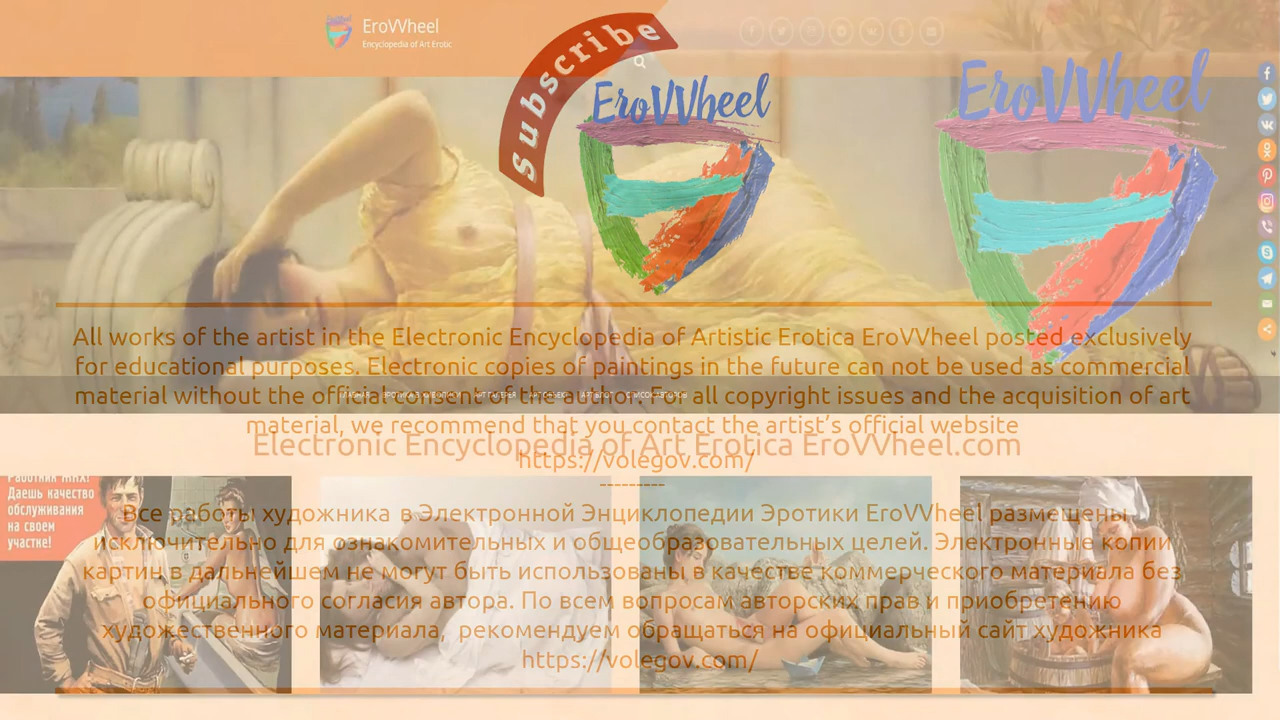 EroVVheel
Encyclopedia of Art Erotic
Subscribe
EroVVheel
EroVVheel
All works of the artist in the Electronic Encyclopedia of Artistic Erotica EroVVheel posted exclusively
for educational purposes. Electronic copies of paintings in the future can not be used as commercial
material without the official consent of the author. For all copyright issues and the acquisition of art
material, we recommend that you contact the artist’s official website
Electronic Encyclopedia of Art Erotica EroVVheel.com
https://volegov.com/
---------
Работник ЖКХ!
Даешь качество
обслуживания
на своем
участке!
Все работы художника в Электронной Энциклопедии Эротики EroVVheel размещены
исключительно для ознакомительных и общеобразовательных целей. Электронные копии
картин в дальнейшем не могут быть использованы в качестве коммерческого материала без
официального согласия автора. По всем вопросам авторских прав и приобретению
художественного материала, рекомендуем обращаться на официальный сайт художника
https://volegov.com/